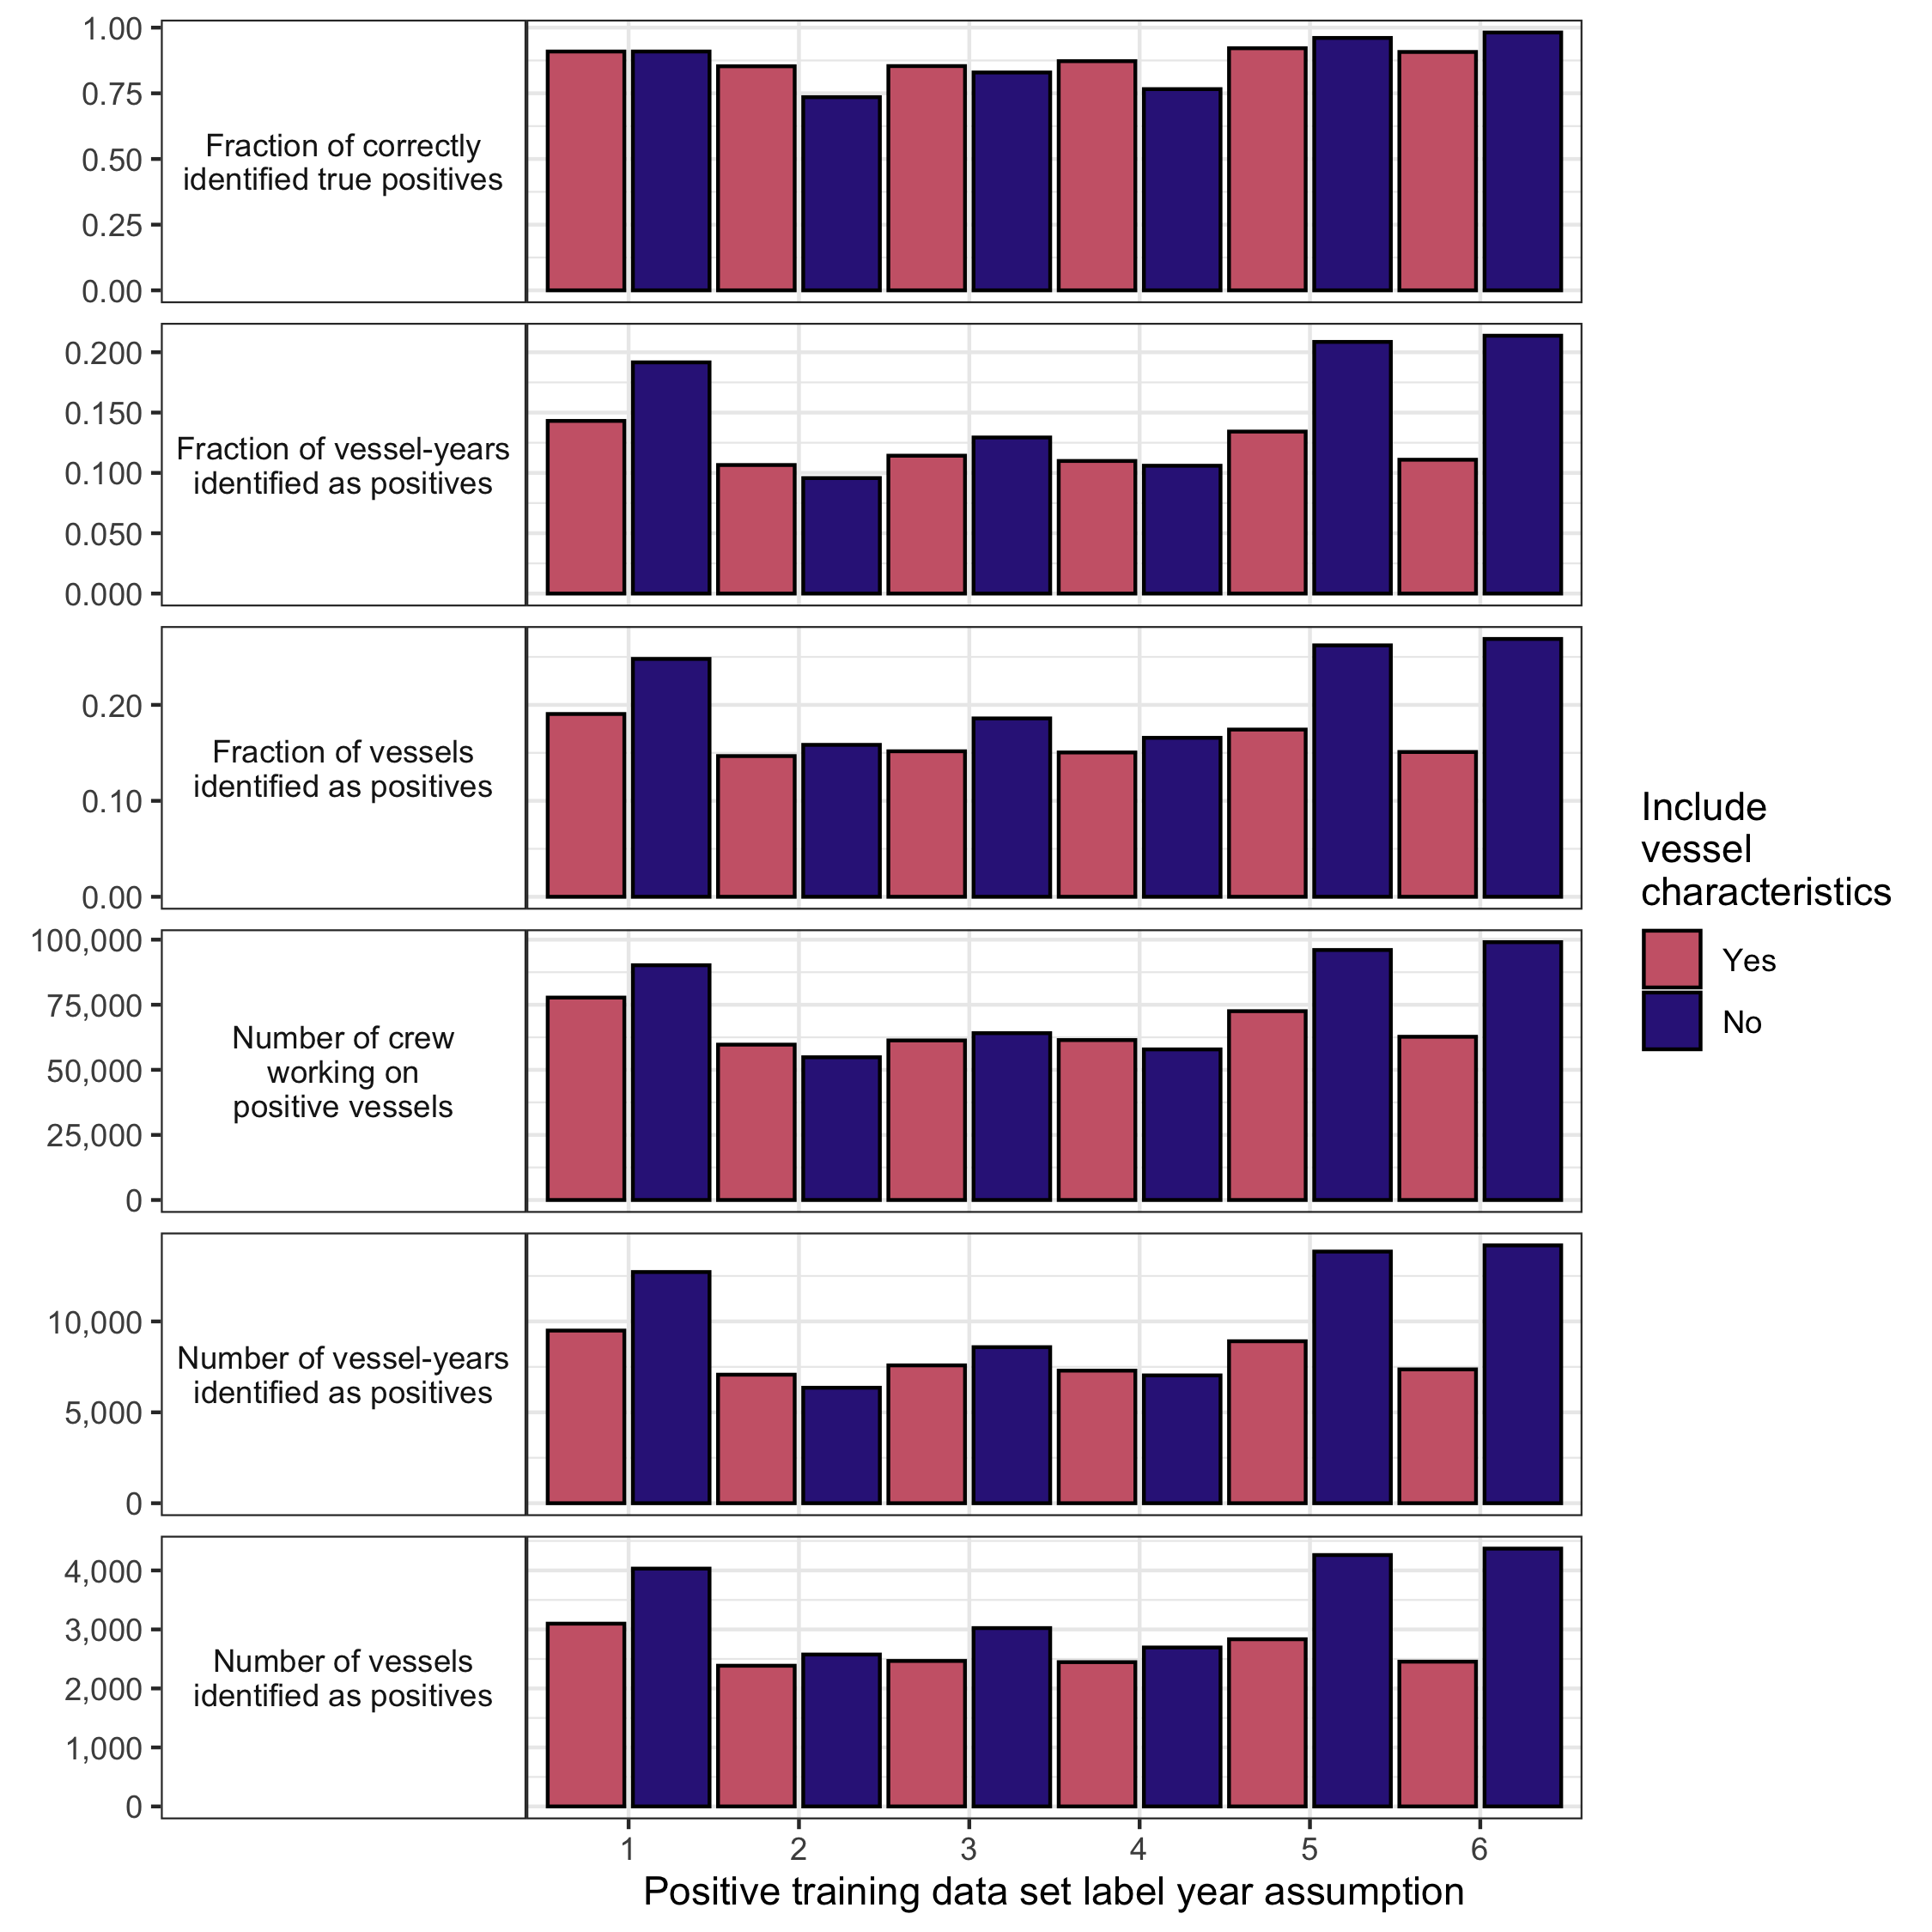 1.00
0.75
0.50
0.25
0.00
Fraction of correctly
identified true positives
0.200
0.150
0.100
0.050
0.000
Fraction of vessel-years
identified as positives
0.20
0.10
0.00
Fraction of vessels
identified as positives
100,000
75,000
50,000
25,000
0
Number of crew
working on
positive vessels
10,000
5,000
0
Number of vessel-years
identified as positives
4,000
3,000
2,000
1,000
0
Number of vessels
identified as positives
1 2 3 4 5 6
Positive training data set label year assumption
Include
vessel
characteristics
Yes
No